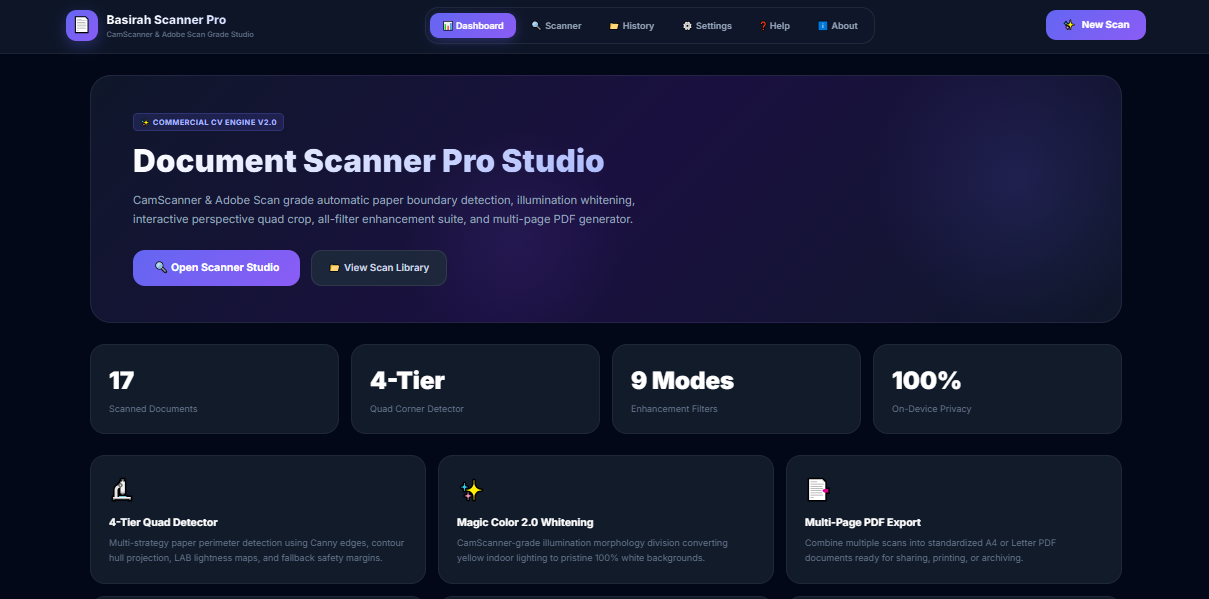 Basirah Scanner Pro
CamScanner & Adobe Scan Grade Studio
Dashboard
Scanner
History
Settings
Help
About
New Scan
COMMERCIAL CV ENGINE V2.0
Document Scanner Pro Studio
CamScanner & Adobe Scan grade automatic paper boundary detection, illumination whitening,
interactive perspective quad crop, all-filter enhancement suite, and multi-page PDF generator.
Open Scanner Studio
View Scan Library
17
Scanned Documents
4-Tier
Quad Corner Detector
9 Modes
Enhancement Filters
100%
On-Device Privacy
4-Tier Quad Detector
Multi-strategy paper perimeter detection using Canny edges, contour
hull projection, LAB lightness maps, and fallback safety margins.
Magic Color 2.0 Whitening
CamScanner-grade illumination morphology division converting
yellow indoor lighting to pristine 100% white backgrounds.
Multi-Page PDF Export
Combine multiple scans into standardized A4 or Letter PDF
documents ready for sharing, printing, or archiving.